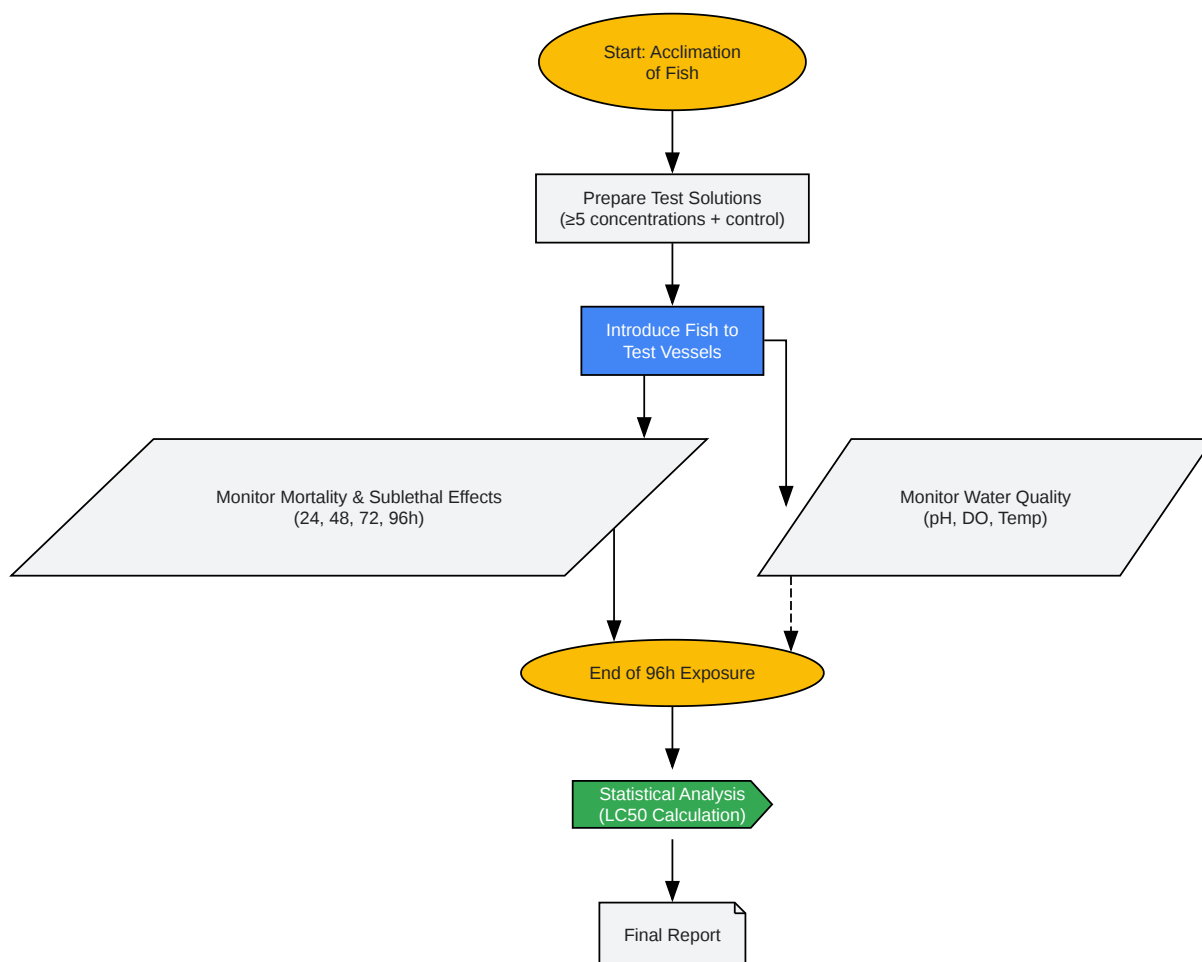 Start: Acclimation
of Fish
Prepare Test Solutions
(≥5 concentrations + control)
Introduce Fish to
Test Vessels
Monitor Mortality & Sublethal Effects
(24, 48, 72, 96h)
Monitor Water Quality
(pH, DO, Temp)
End of 96h Exposure
Statistical Analysis
(LC50 Calculation)
Final Report